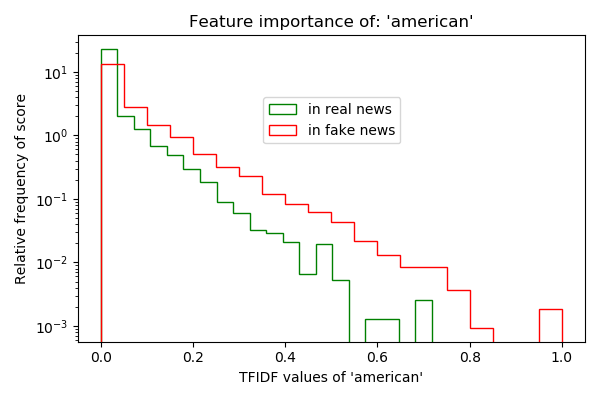 Feature importance of: 'american'
Relative frequency of score
10¹
10⁰
10⁻¹
10⁻²
10⁻³
in real news
in fake news
0.0 0.2 0.4 0.6 0.8 1.0
TFIDF values of 'american'